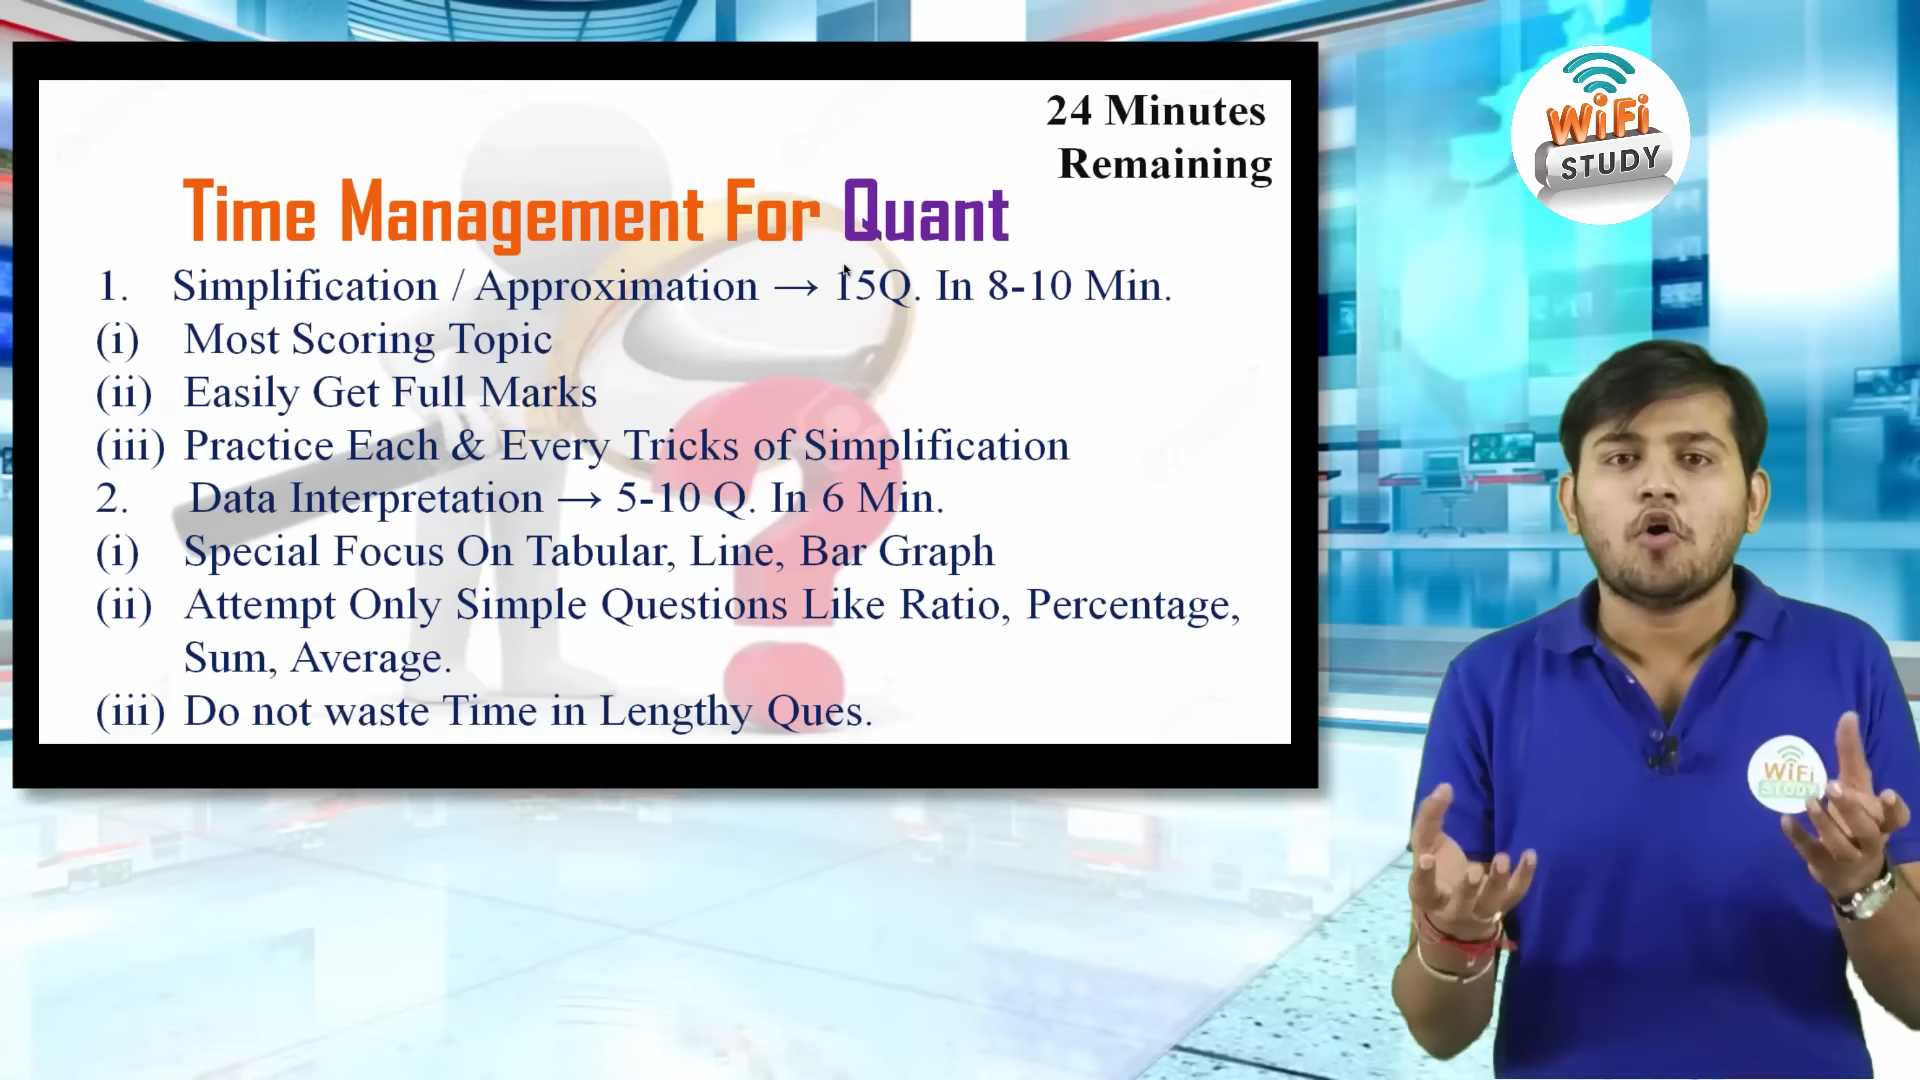 24 Minutes
Remaining
Time Management For Quant
1. Simplification / Approximation → 15Q. In 8-10 Min.
(i) Most Scoring Topic
(ii) Easily Get Full Marks
(iii) Practice Each & Every Tricks of Simplification
2. Data Interpretation → 5-10 Q. In 6 Min.
(i) Special Focus On Tabular, Line, Bar Graph
(ii) Attempt Only Simple Questions Like Ratio, Percentage,
Sum, Average.
(iii) Do not waste Time in Lengthy Ques.
WiFi
STUDY
WiFi
STUDY